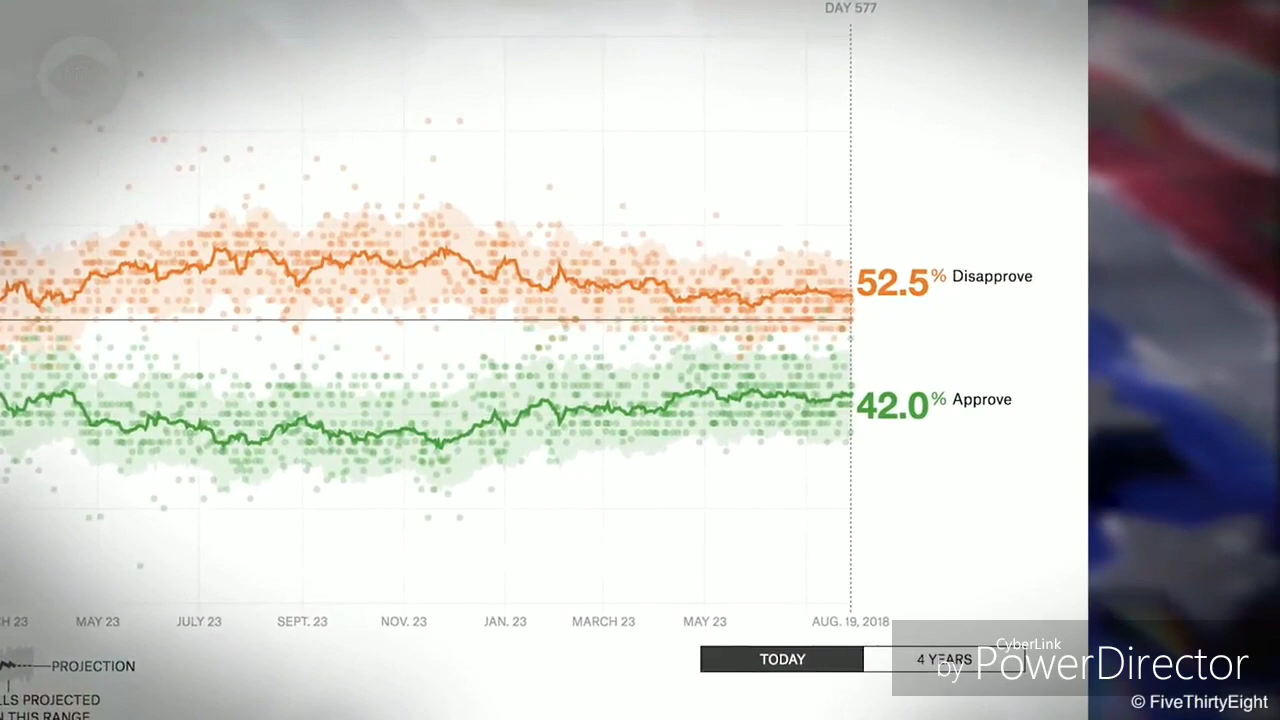 DAY 577
52.5% Disapprove
42.0% Approve
CH 23 MAY 23 JULY 23 SEPT. 23 NOV. 23 JAN. 23 MARCH 23 MAY 23 AUG. 19, 2018
PROJECTION
TODAY 4 YEARS
LLS PROJECTED
N THIS RANGE
CyberLink
by PowerDirector
© FiveThirtyEight